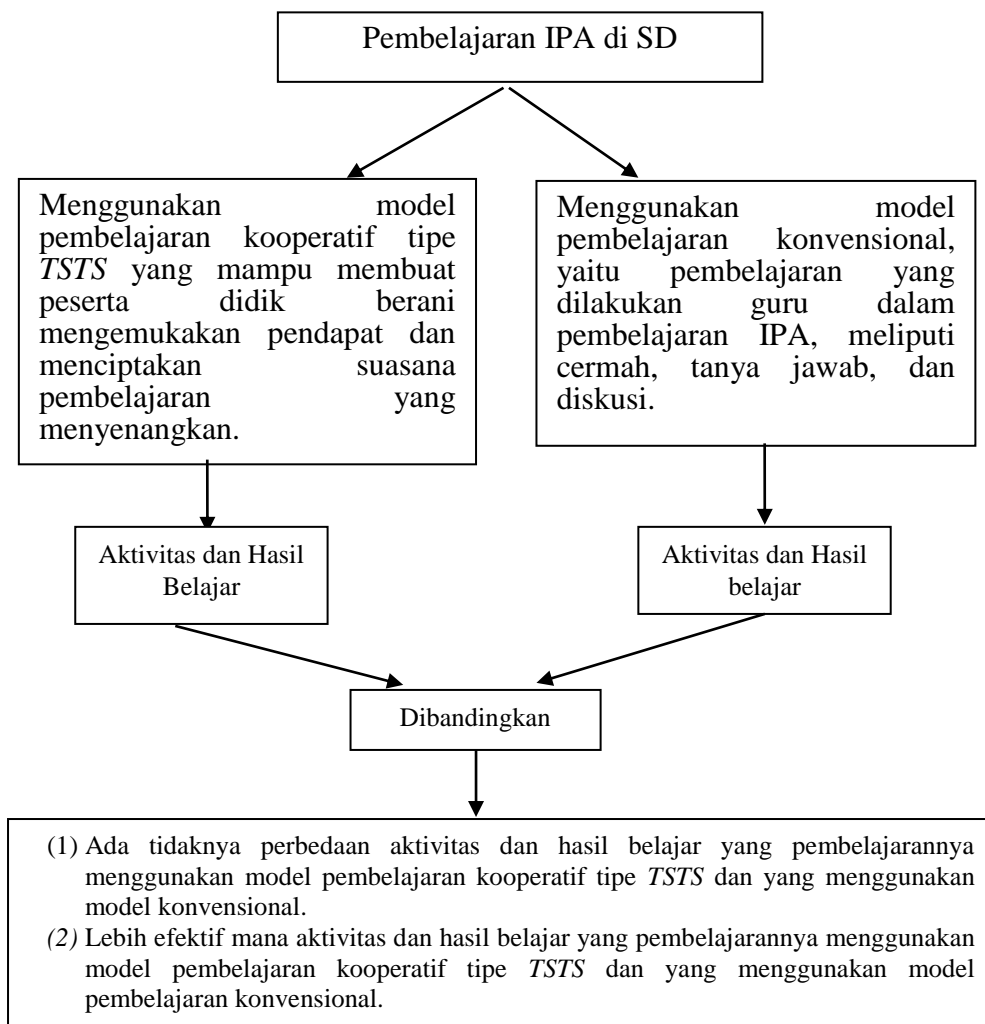 Pembelajaran IPA di SD
Menggunakan model
pembelajaran kooperatif tipe
TSTS yang mampu membuat
peserta didik berani
mengemukakan pendapat dan
menciptakan suasana
pembelajaran yang
menyenangkan.
Menggunakan model
pembelajaran konvensional,
yaitu pembelajaran yang
dilakukan guru dalam
pembelajaran IPA, meliputi
cermah, tanya jawab, dan
diskusi.
Aktivitas dan Hasil
Belajar
Aktivitas dan Hasil
belajar
Dibandingkan
(1) Ada tidaknya perbedaan aktivitas dan hasil belajar yang pembelajarannya
menggunakan model pembelajaran kooperatif tipe TSTS dan yang menggunakan
model konvensional.
(2) Lebih efektif mana aktivitas dan hasil belajar yang pembelajarannya menggunakan
model pembelajaran kooperatif tipe TSTS dan yang menggunakan model
pembelajaran konvensional.